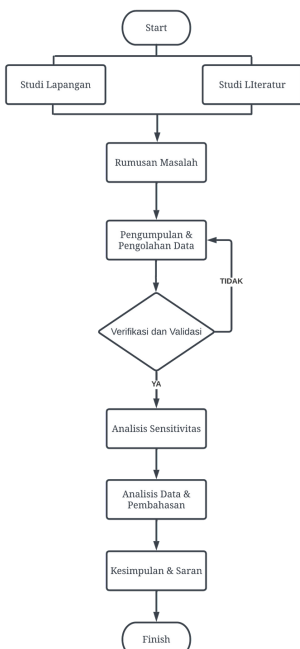 Start
Studi Lapangan
Studi LIteratur
Rumusan Masalah
Pengumpulan &
Pengolahan Data
TIDAK
Verifikasi dan Validasi
YA
Analisis Sensitivitas
Analisis Data &
Pembahasan
Kesimpulan & Saran
Finish